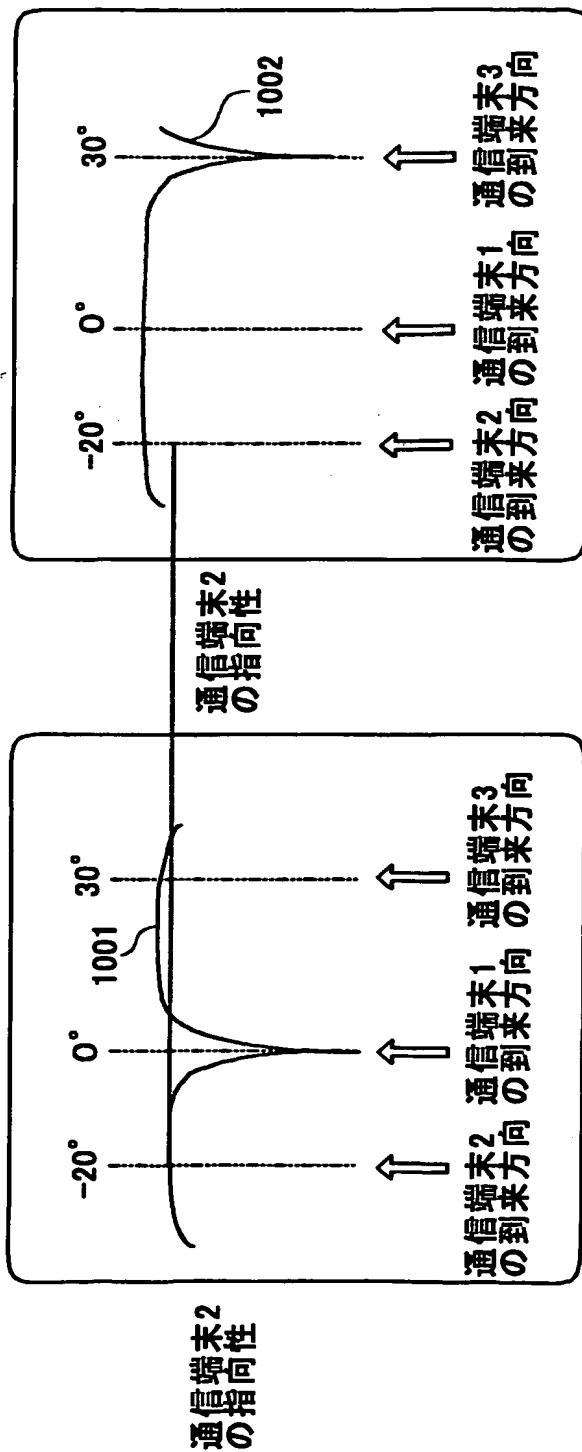 通信端末2
の指向性
-20°
0°
30°
1001
通信端末2
の到来方向
通信端末1
の到来方向
通信端末3
の到来方向
通信端末2
の指向性
-20°
0°
30°
1002
通信端末2
の到来方向
通信端末1
の到来方向
通信端末3
の到来方向